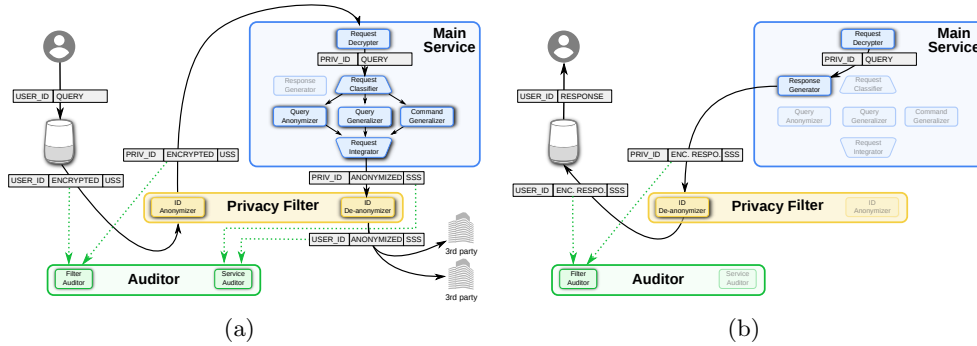 Main
Service
Request
Decrypter
PRIV_ID QUERY
Response
Generator
Request
Classifier
Query
Anonymizer
Query
Generalizer
Command
Generalizer
Request
Integrator
USER_ID QUERY
PRIV_ID ENCRYPTED USS
USER_ID ENCRYPTED USS
PRIV_ID ANONYMIZED SSS
ID
Anonymizer
Privacy Filter
ID
De-anonymizer
USER_ID ANONYMIZED SSS
3rd party
3rd party
Filter
Auditor
Auditor
Service
Auditor
(a)
Main
Service
Request
Decrypter
PRIV_ID QUERY
Response
Generator
Request
Classifier
Query
Anonymizer
Query
Generalizer
Command
Generalizer
Request
Integrator
USER_ID RESPONSE
PRIV_ID ENC. RESPO. SSS
USER_ID ENC. RESPO. SSS
ID
De-anonymizer
Privacy Filter
ID
Anonymizer
Filter
Auditor
Auditor
Service
Auditor
(b)